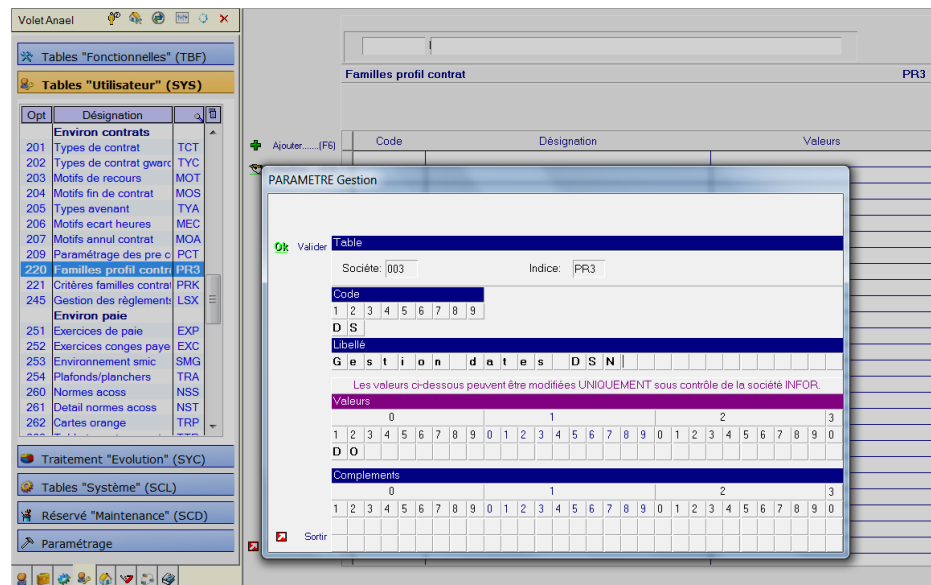 Volet Anael
Tables "Fonctionnelles" (TBF)
Tables "Utilisateur" (SYS)
Opt Désignation
Environ contrats
201 Types de contrat TCT
202 Types de contrat gward TYC
203 Motifs de recours MOT
204 Motifs fin de contrat MOS
205 Types avenant TYA
206 Motifs ecart heures MEC
207 Motifs annul contrat MOA
209 Paramétrage des pre c PCT
220 Familles profil contr PR3
221 Critères familles contrat PRK
245 Gestion des règlements LSX
Environ paie
251 Exercices de paie EXP
252 Exercices conges paye EXC
253 Environnement smic SMG
254 Plafonds/planchers TRA
260 Normes acoss NSS
261 Detail normes acoss NST
262 Cartes orange TRP
Traitement "Evolution" (SYC)
Tables "Système" (SCL)
Réservé "Maintenance" (SCD)
Paramétrage
Familles profil contrat PR3
Ajouter.......(F6)
Code Désignation Valeurs
PARAMETRE Gestion
Ok Valider
Table
Sociéte: 003 Indice: PR3
Code
1 2 3 4 5 6 7 8 9
D S
Libellé
Gestion dates DSN
Les valeurs ci-dessous peuvent être modifiées UNIQUEMENT sous contrôle de la société INFOR.
Valeurs
0 1 2 3
1 2 3 4 5 6 7 8 9 0 1 2 3 4 5 6 7 8 9 0 1 2 3 4 5 6 7 8 9 0
D O
Complements
0 1 2 3
1 2 3 4 5 6 7 8 9 0 1 2 3 4 5 6 7 8 9 0 1 2 3 4 5 6 7 8 9 0
Sortir